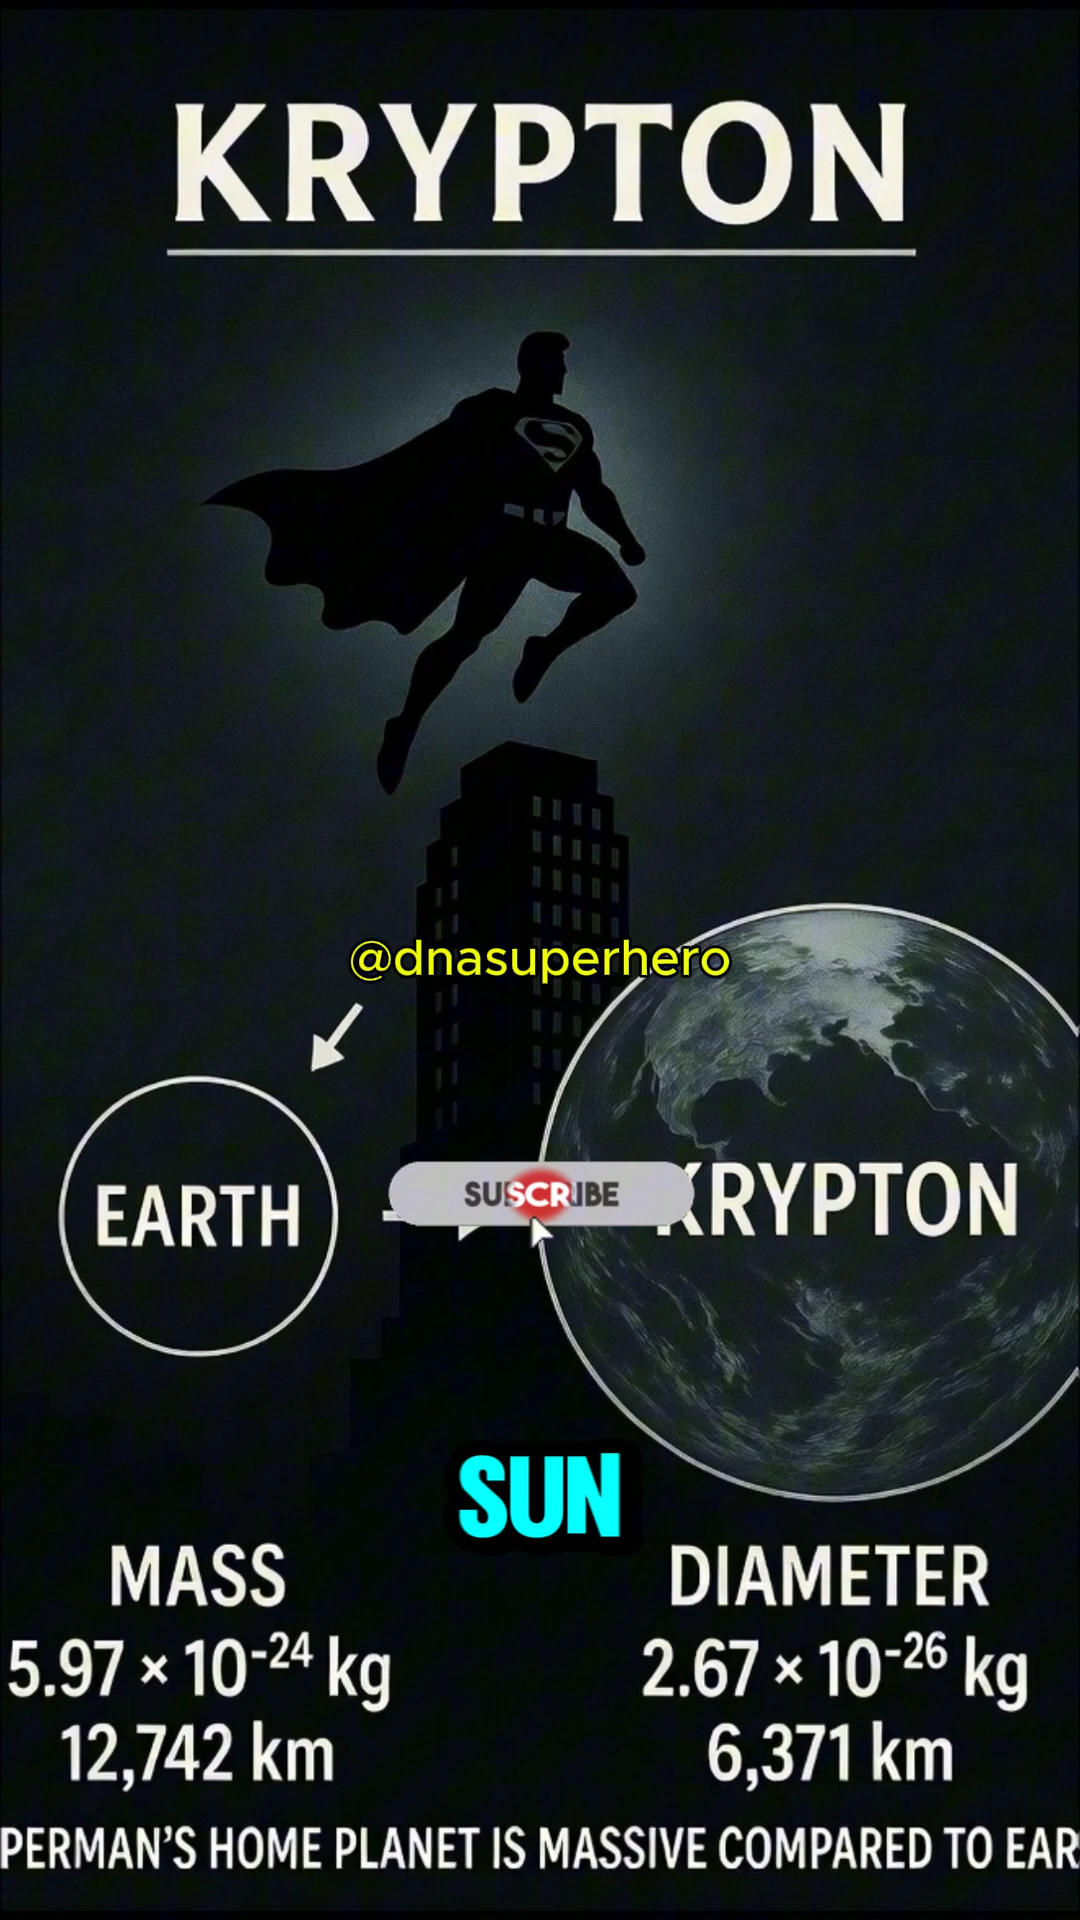 KRYPTON
S
@dnasuperhero
EARTH
SUBSCRIBE
KRYPTON
SUN
MASS
DIAMETER
5.97 × 10⁻²⁴ kg
2.67 × 10⁻²⁶ kg
12,742 km
6,371 km
PERMAN'S HOME PLANET IS MASSIVE COMPARED TO EAR